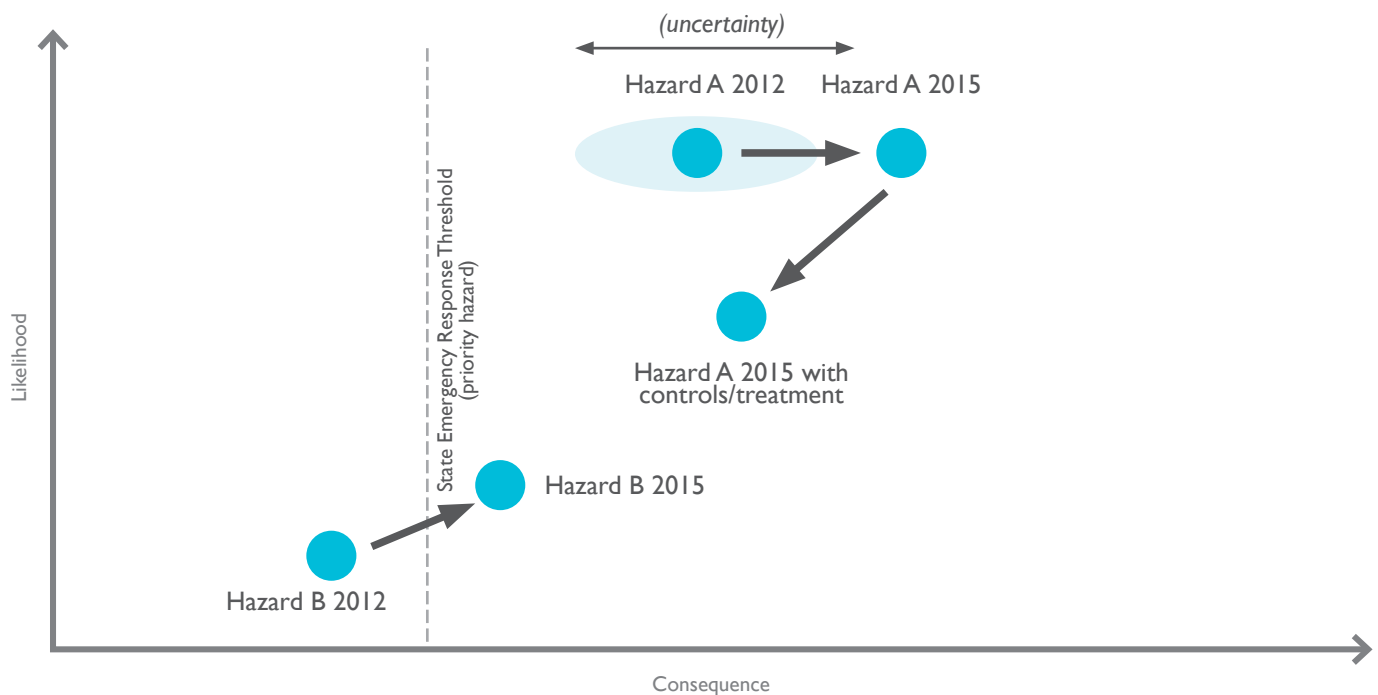 (uncertainty)
Hazard A 2012
Hazard A 2015
State Emergency Response Threshold
(priority hazard)
Likelihood
Hazard A 2015 with
controls/treatment
Hazard B 2015
Hazard B 2012
Consequence